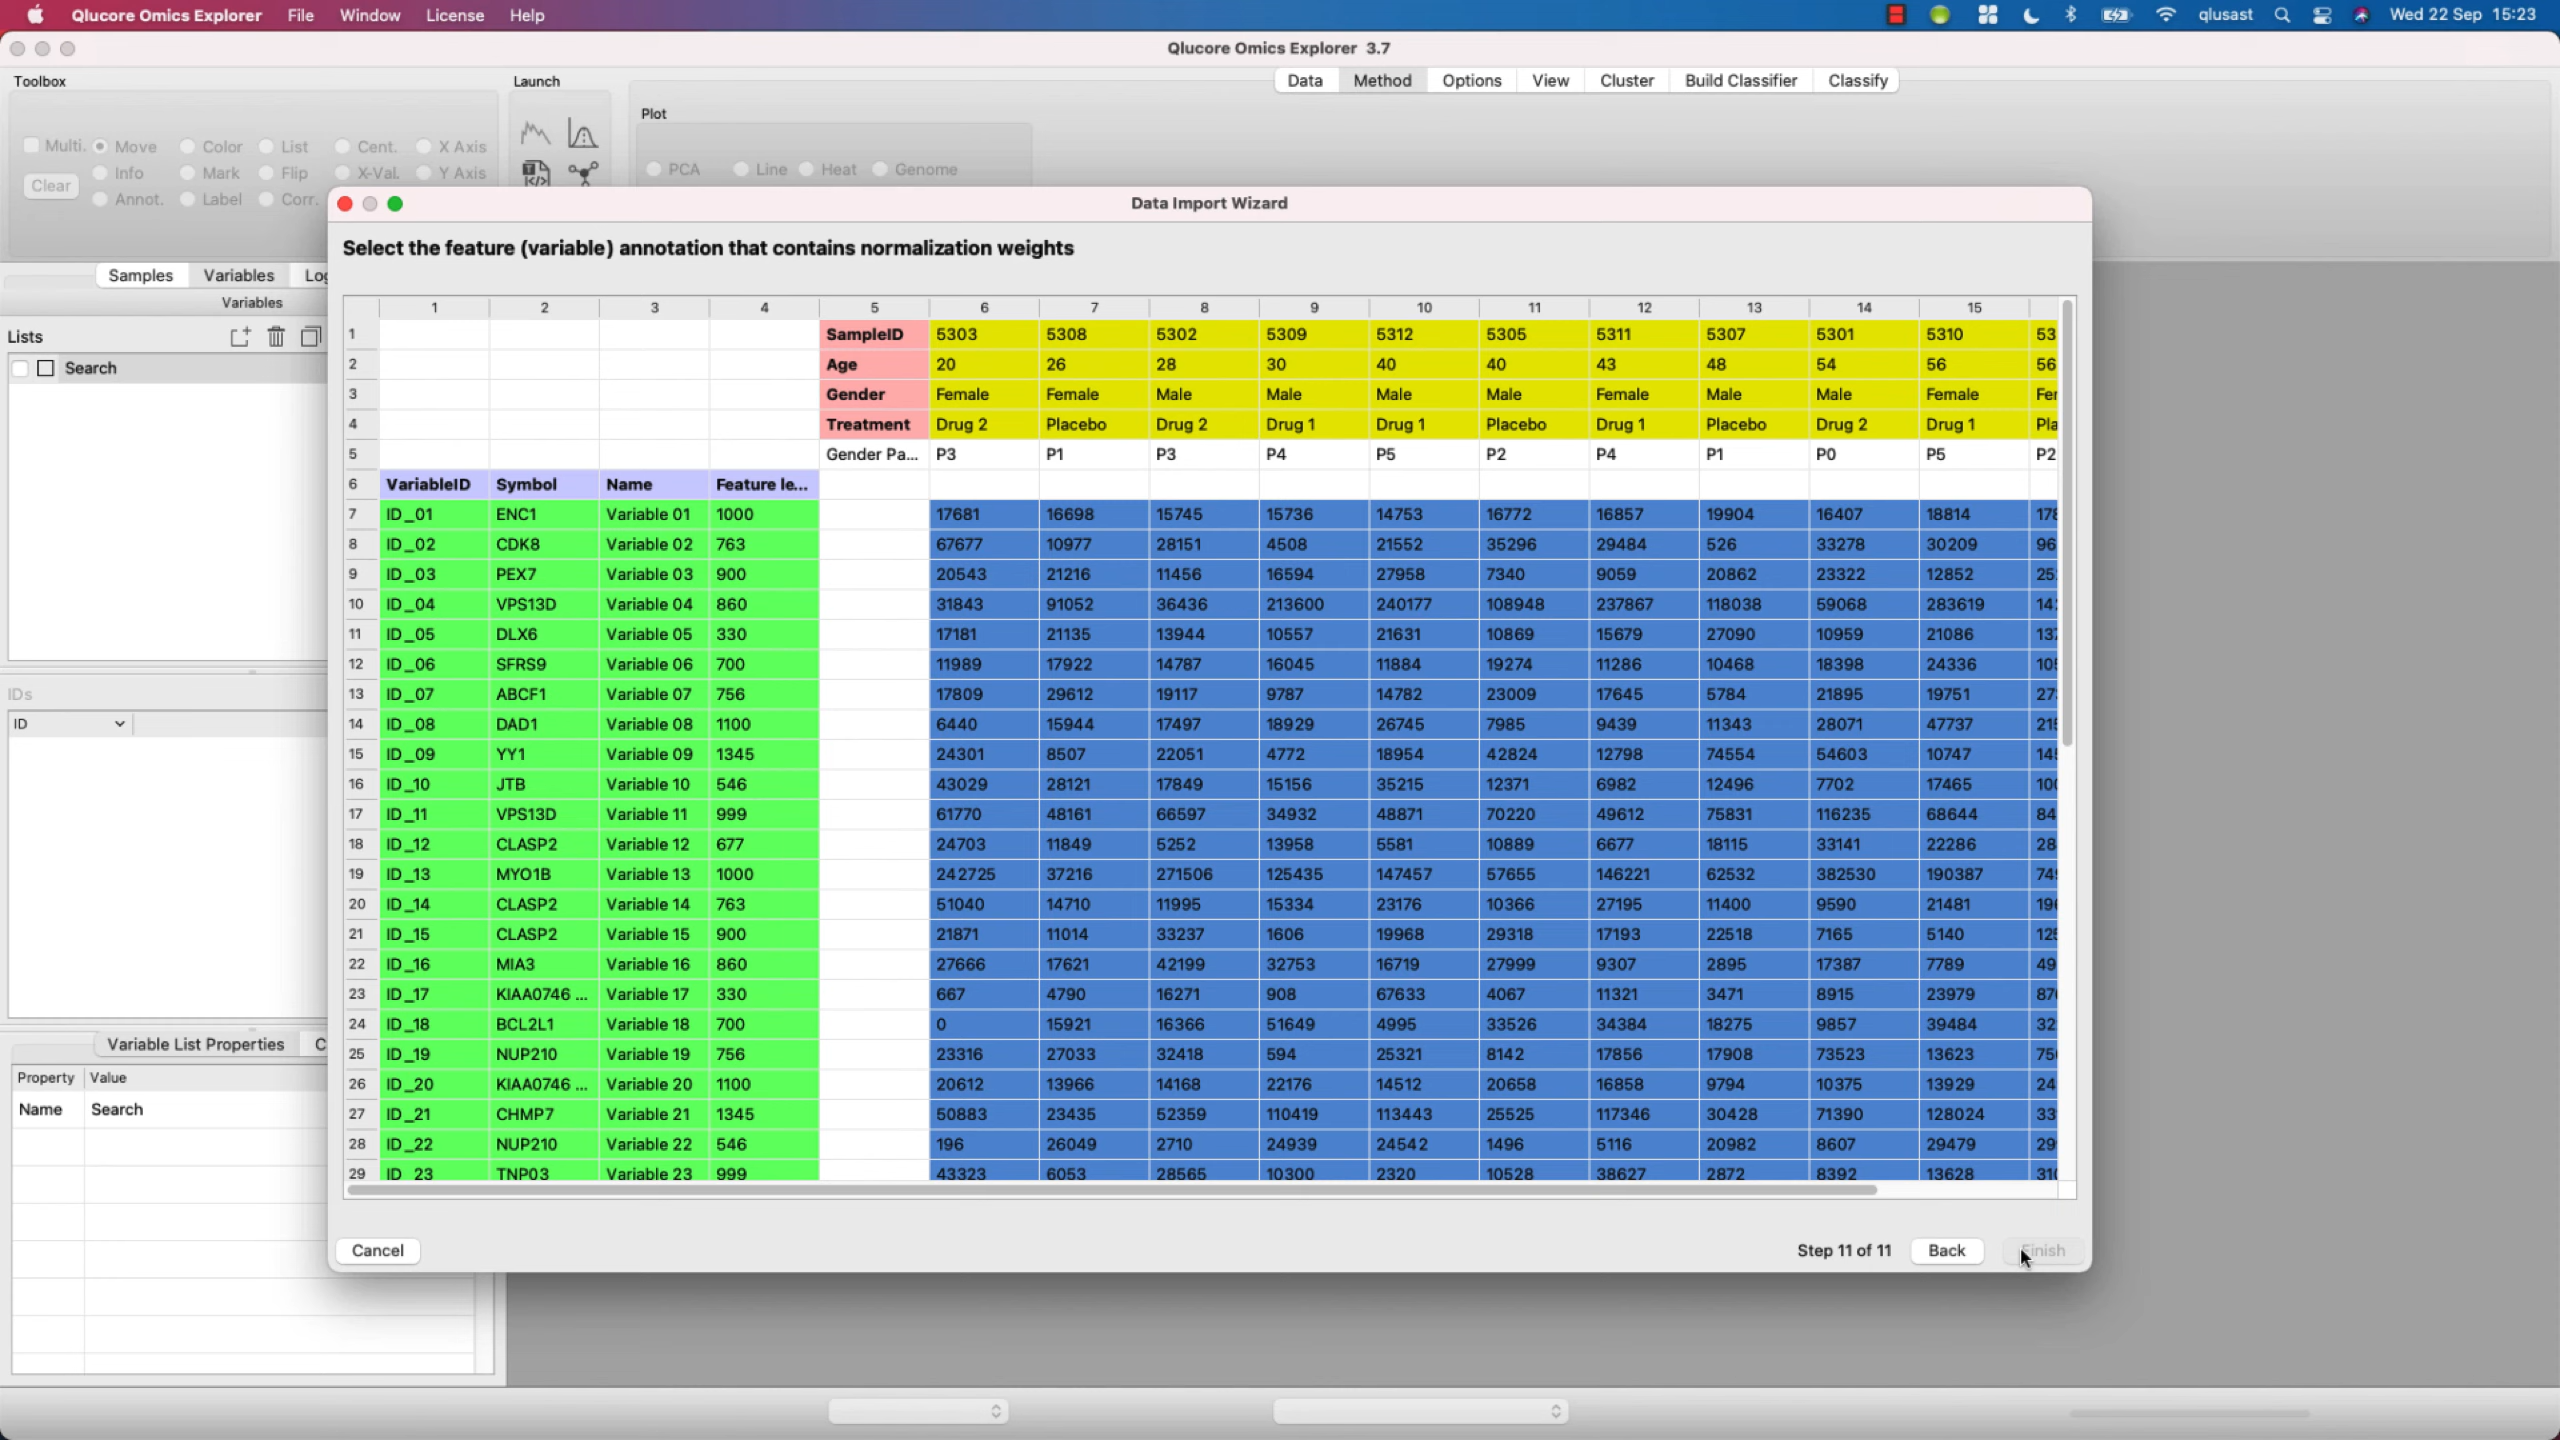 Qlucore Omics Explorer File Window License Help qlusast Wed 22 Sep 15:23
Qlucore Omics Explorer 3.7
Toolbox Launch Data Method Options View Cluster Build Classifier Classify
Plot
Multi. Move Color List Cent. X Axis
Info Mark Flip X-Val. Y Axis PCA Line Heat Genome
Clear
Annot. Label Corr.
Data Import Wizard
Select the feature (variable) annotation that contains normalization weights
Samples Variables
Variables
Lists
Search
IDs
ID
Variable List Properties
Property Value
Name Search
1 2 3 4 5 6 7 8 9 10 11 12 13 14 15
1 SampleID 5303 5308 5302 5309 5312 5305 5311 5307 5301 5310 53
2 Age 20 26 28 30 40 40 43 48 54 56 56
3 Gender Female Female Male Male Male Male Female Male Male Female
4 Treatment Drug 2 Placebo Drug 2 Drug 1 Drug 1 Placebo Drug 1 Placebo Drug 2 Drug 1
5 Gender Pa... P3 P1 P3 P4 P5 P2 P4 P1 P0 P5 P2
6 VariableID Symbol Name Feature le...
7 ID_01 ENC1 Variable 01 1000 17681 16698 15745 15736 14753 16772 16857 19904 16407 18814
8 ID_02 CDK8 Variable 02 763 67677 10977 28151 4508 21552 35296 29484 526 33278 30209
9 ID_03 PEX7 Variable 03 900 20543 21216 11456 16594 27958 7340 9059 20862 23322 12852
10 ID_04 VPS13D Variable 04 860 31843 91052 36436 213600 240177 108948 237867 118038 59068 283619
11 ID_05 DLX6 Variable 05 330 17181 21135 13944 10557 21631 10869 15679 27090 10959 21086
12 ID_06 SFRS9 Variable 06 700 11989 17922 14787 16045 11884 19274 11286 10468 18398 24336
13 ID_07 ABCF1 Variable 07 756 17809 29612 19117 9787 14782 23009 17645 5784 21895 19751
14 ID_08 DAD1 Variable 08 1100 6440 15944 17497 18929 26745 7985 9439 11343 28071 47737
15 ID_09 YY1 Variable 09 1345 24301 8507 22051 4772 18954 42824 12798 74554 54603 10747
16 ID_10 JTB Variable 10 546 43029 28121 17849 15156 35215 12371 6982 12496 7702 17465
17 ID_11 VPS13D Variable 11 999 61770 48161 66597 34932 48871 70220 49612 75831 116235 68644
18 ID_12 CLASP2 Variable 12 677 24703 11849 5252 13958 5581 10889 6677 18115 33141 22286
19 ID_13 MYO1B Variable 13 1000 242725 37216 271506 125435 147457 57655 146221 62532 382530 190387
20 ID_14 CLASP2 Variable 14 763 51040 14710 11995 15334 23176 10366 27195 11400 9590 21481
21 ID_15 CLASP2 Variable 15 900 21871 11014 33237 1606 19968 29318 17193 22518 7165 5140
22 ID_16 MIA3 Variable 16 860 27666 17621 42199 32753 16719 27999 9307 2895 17387 7789
23 ID_17 KIAA0746 ... Variable 17 330 667 4790 16271 908 67633 4067 11321 3471 8915 23979
24 ID_18 BCL2L1 Variable 18 700 0 15921 16366 51649 4995 33526 34384 18275 9857 39484
25 ID_19 NUP210 Variable 19 756 23316 27033 32418 594 25321 8142 17856 17908 73523 13623
26 ID_20 KIAA0746 ... Variable 20 1100 20612 13966 14168 22176 14512 20658 16858 9794 10375 13929
27 ID_21 CHMP7 Variable 21 1345 50883 23435 52359 110419 113443 25525 117346 30428 71390 128024
28 ID_22 NUP210 Variable 22 546 196 26049 2710 24939 24542 1496 5116 20982 8607 29479
29 ID_23 TNPO3 Variable 23 999 43323 6053 28565 10300 2320 10528 38627 2872 8392 13628
Cancel Step 11 of 11 Back Finish